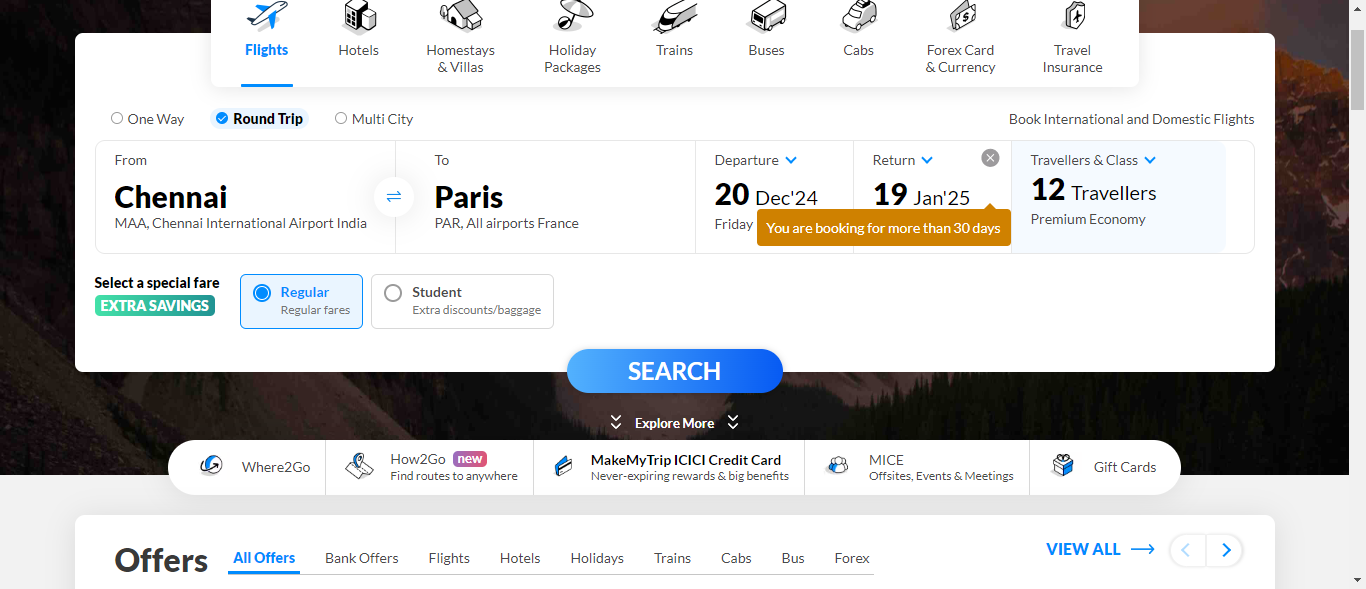 Flights
Hotels
Homestays
& Villas
Holiday
Packages
Trains
Buses
Cabs
Forex Card
& Currency
Travel
Insurance
One Way
Round Trip
Multi City
Book International and Domestic Flights
From
Chennai
MAA, Chennai International Airport India
To
Paris
PAR, All airports France
Departure
20 Dec'24
Friday
Return
19 Jan'25
You are booking for more than 30 days
Travellers & Class
12 Travellers
Premium Economy
Select a special fare
EXTRA SAVINGS
Regular
Regular fares
Student
Extra discounts/baggage
SEARCH
Explore More
Where2Go
How2Go new
Find routes to anywhere
MakeMyTrip ICICI Credit Card
Never-expiring rewards & big benefits
MICE
Offsites, Events & Meetings
Gift Cards
Offers
All Offers
Bank Offers
Flights
Hotels
Holidays
Trains
Cabs
Bus
Forex
VIEW ALL